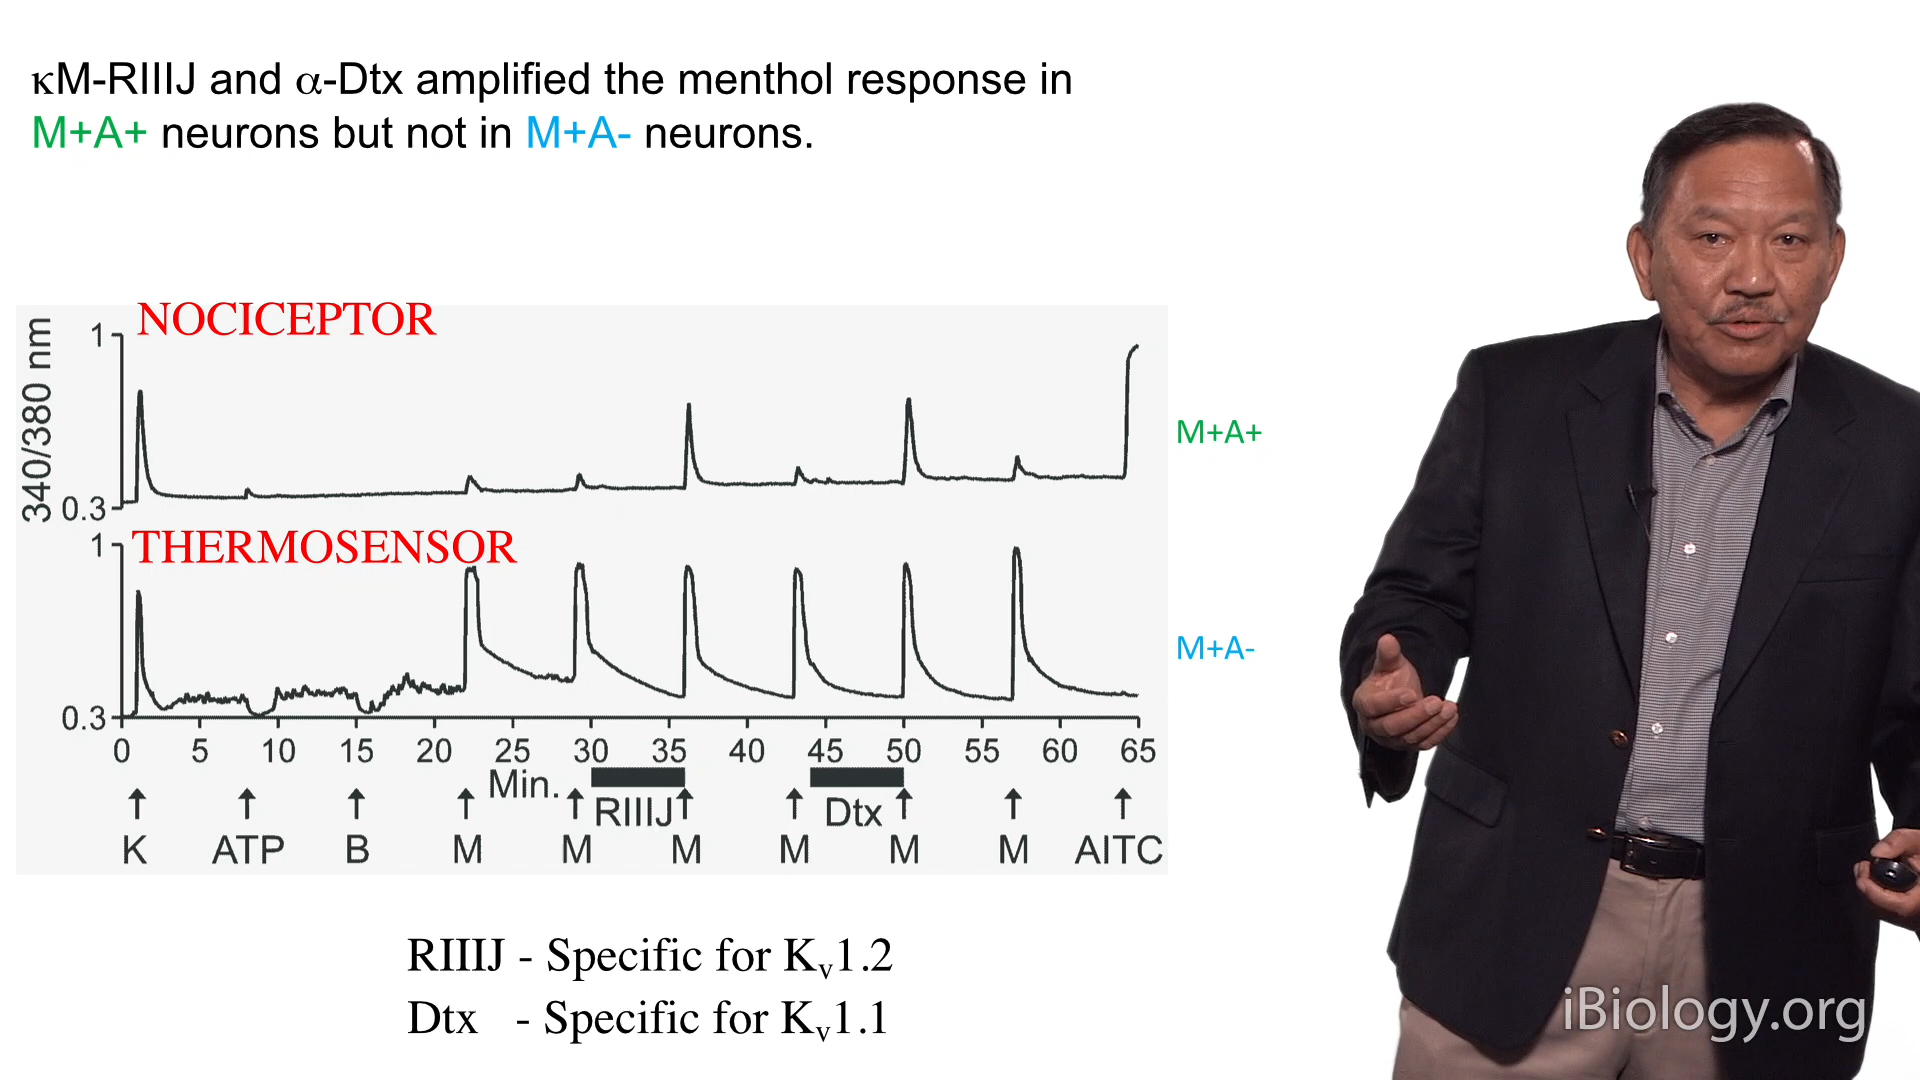 κM-RIIIJ and α-Dtx amplified the menthol response in
M+A+ neurons but not in M+A- neurons.
NOCICEPTOR
1
0.3
340/380 nm
M+A+
THERMOSENSOR
1
0.3
M+A-
0 5 10 15 20 25 30 35 40 45 50 55 60 65
Min.
RIIIJ Dtx
K ATP B M M M M M M AITC
RIIIJ - Specific for Kv1.2
Dtx - Specific for Kv1.1
iBiology.org